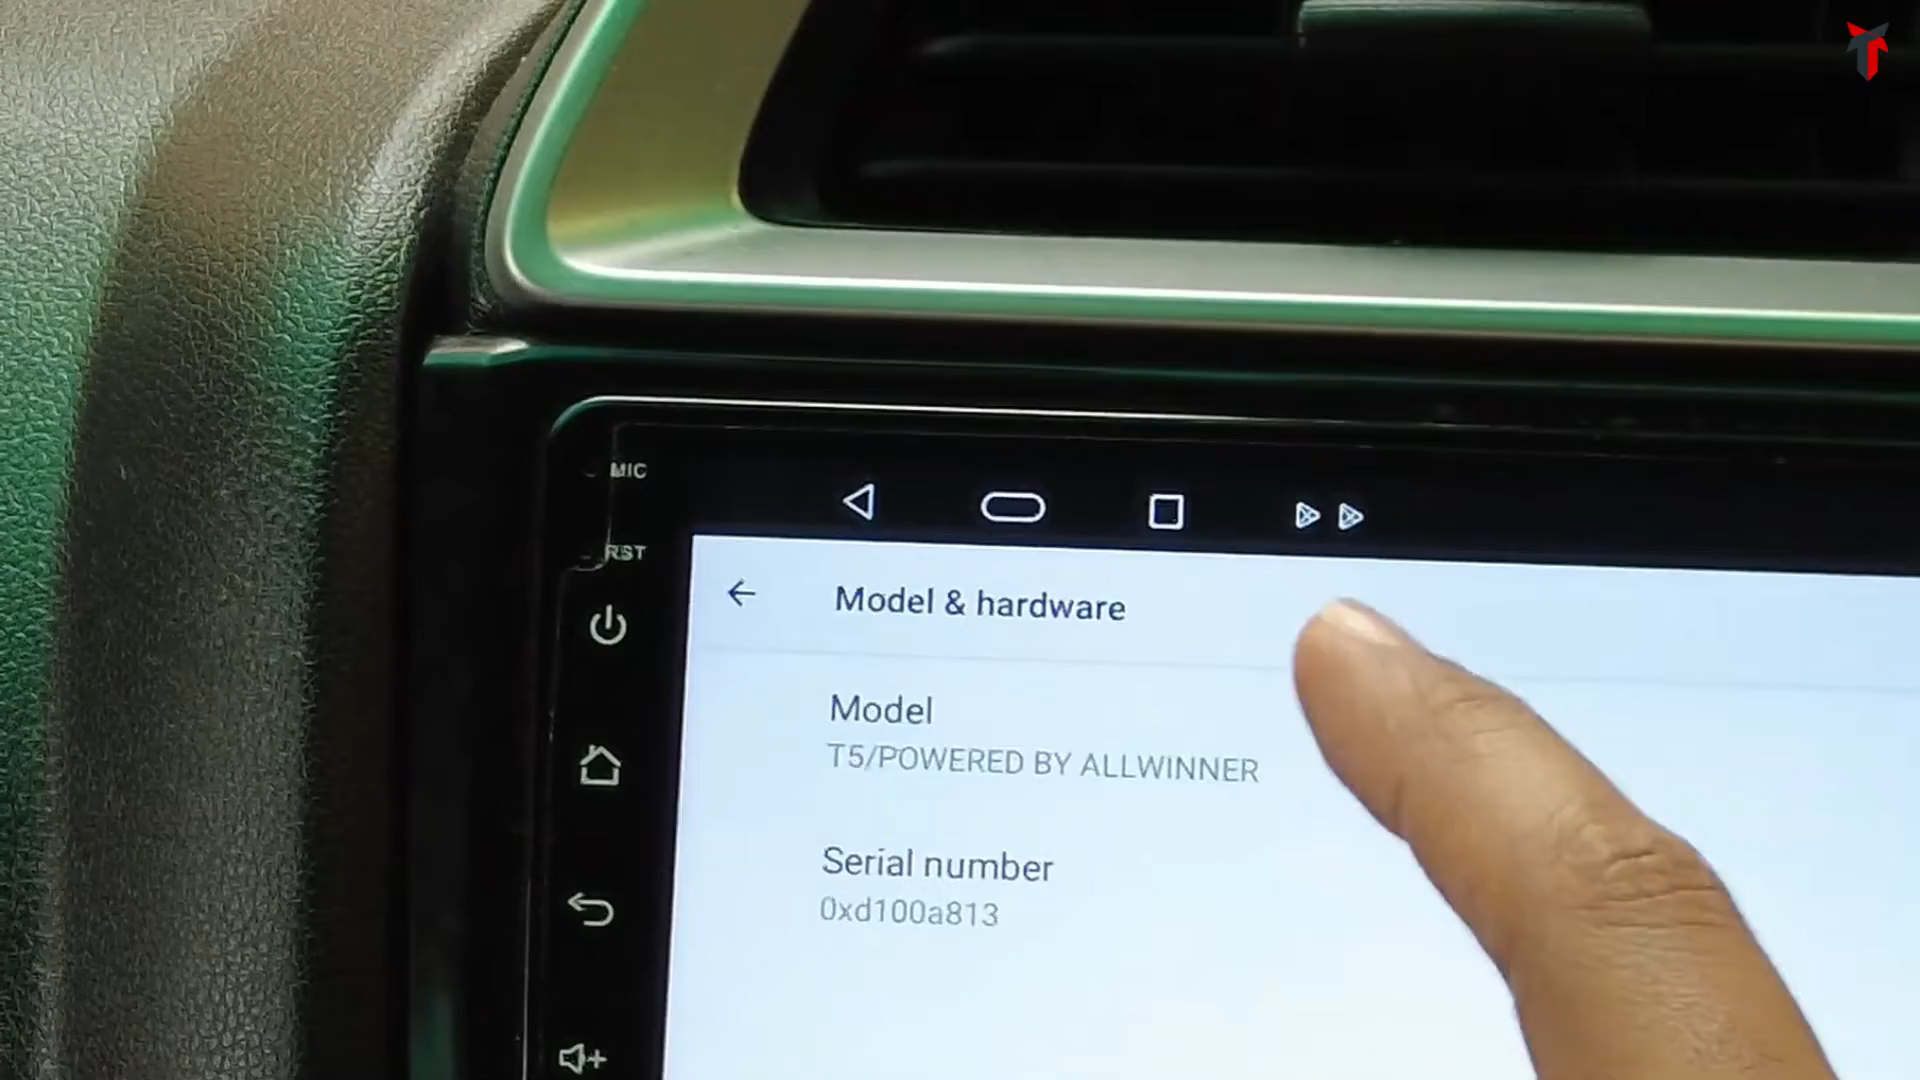 MIC
RST
Model & hardware
Model
T5/POWERED BY ALLWINNER
Serial number
0xd100a813